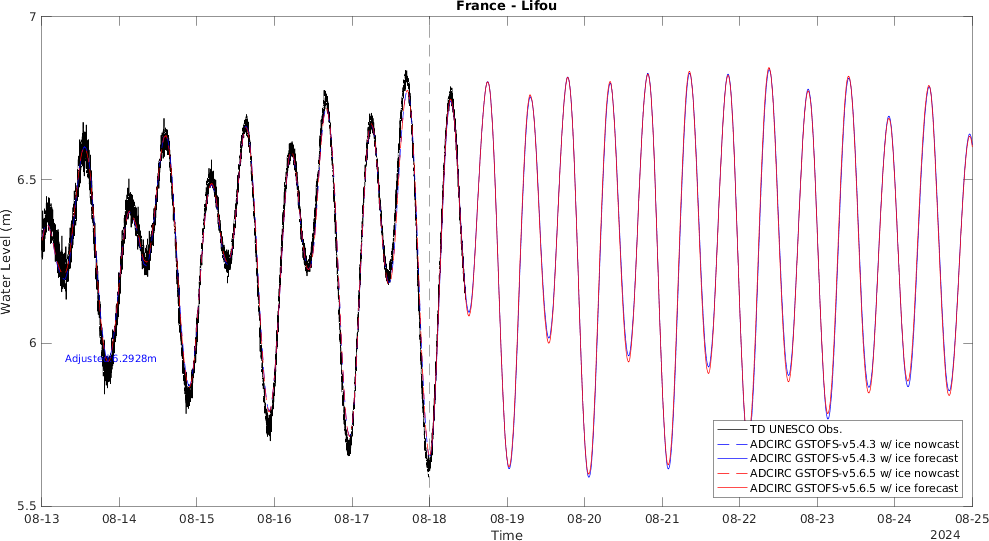 France - Lifou
Water Level (m)
7
6.5
6
5.5
Adjusted 6.2928m
TD UNESCO Obs.
ADCIRC GSTOFS-v5.4.3 w/ ice nowcast
ADCIRC GSTOFS-v5.4.3 w/ ice forecast
ADCIRC GSTOFS-v5.6.5 w/ ice nowcast
ADCIRC GSTOFS-v5.6.5 w/ ice forecast
08-13 08-14 08-15 08-16 08-17 08-18 08-19 08-20 08-21 08-22 08-23 08-24 08-25
Time
2024